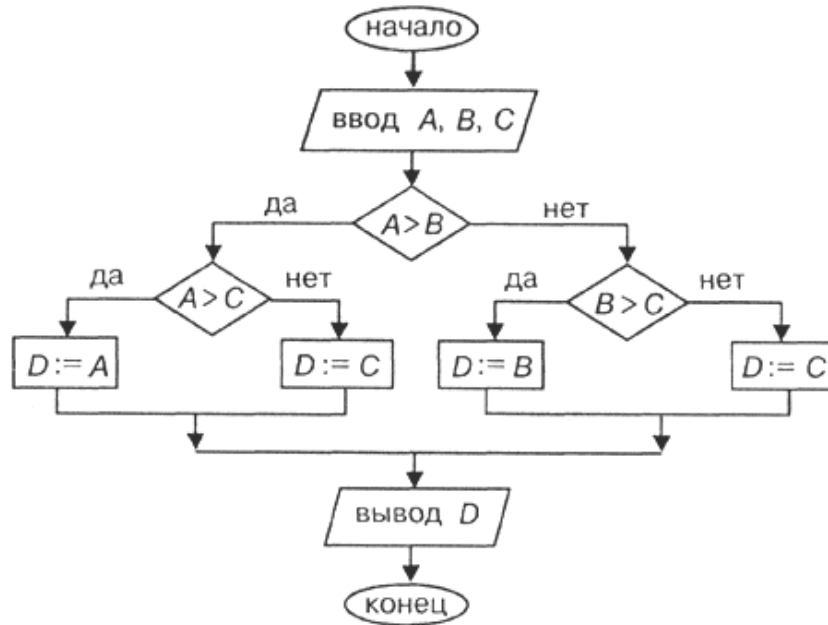 начало
ввод A, B, C
да
A>B
нет
да
A>C
нет
да
B>C
нет
D:= A
D:= C
D:= B
D:= C
вывод D
конец